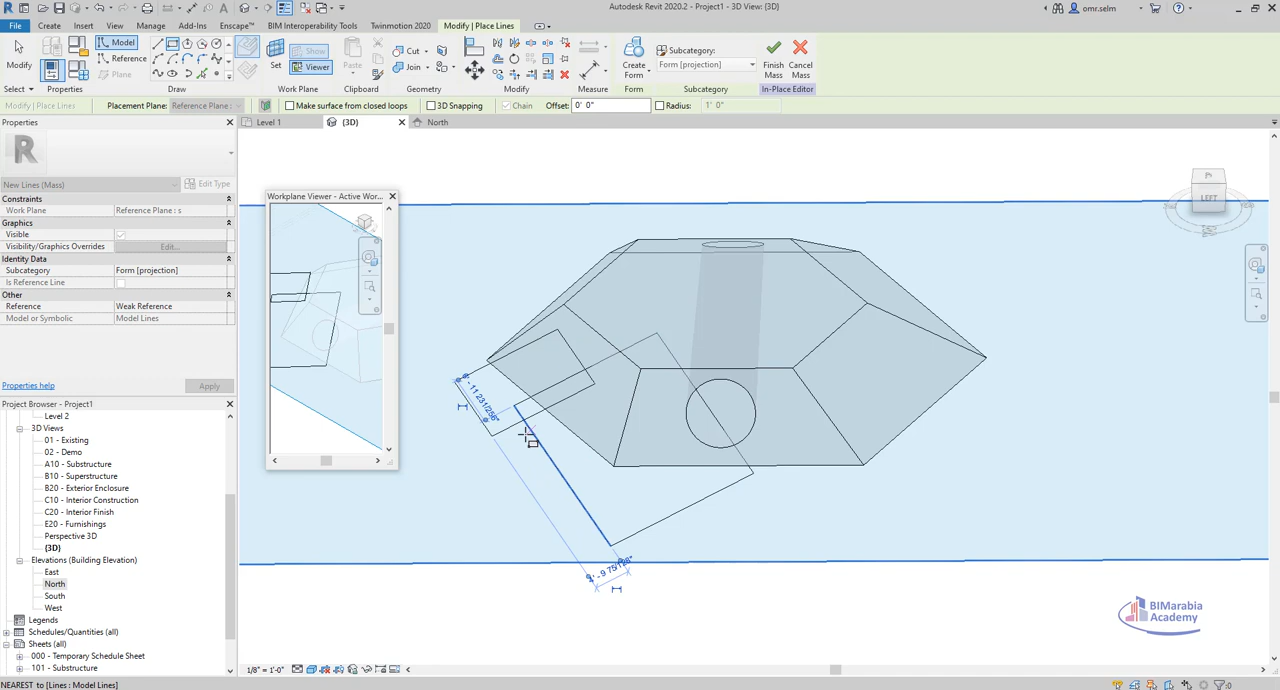 Autodesk Revit 2020.2 - Project1 - 3D View: {3D}
omr.selm
File Create Insert View Manage Add-Ins Enscape™ BIM Interoperability Tools Twinmotion 2020 Modify | Place Lines
Modify
Model
Reference
Plane
Set
Show
Viewer
Paste
Cut
Join
Create
Form
Subcategory:
Form [projection]
Finish
Mass
Cancel
Mass
Select Properties Draw Work Plane Clipboard Geometry Modify Measure Form Subcategory In-Place Editor
Modify | Place Lines Placement Plane: Reference Plane : Make surface from closed loops 3D Snapping Chain Offset: 0' 0" Radius: 1' 0"
Properties
Level 1 {3D} North
New Lines (Mass) Edit Type
Constraints
Work Plane Reference Plane : s
Graphics
Visible
Visibility/Graphics Overrides Edit...
Subcategory Form [projection]
Identity Data
Is Reference Line
Other
Reference Weak Reference
Model or Symbolic Model Lines
Properties help Apply
Project Browser - Project1
Level 2
3D Views
01 - Existing
02 - Demo
A10 - Substructure
B10 - Superstructure
B20 - Exterior Enclosure
C10 - Interior Construction
C20 - Interior Finish
E20 - Furnishings
Perspective 3D
{3D}
Elevations (Building Elevation)
East
North
South
West
Legends
Schedules/Quantities (all)
Sheets (all)
000 - Temporary Schedule Sheet
101 - Substructure
Workplane Viewer - Active Wor...
LEFT
BIMarabia
Academy
1/8" = 1'-0"
NEAREST to [Lines : Model Lines]
:0